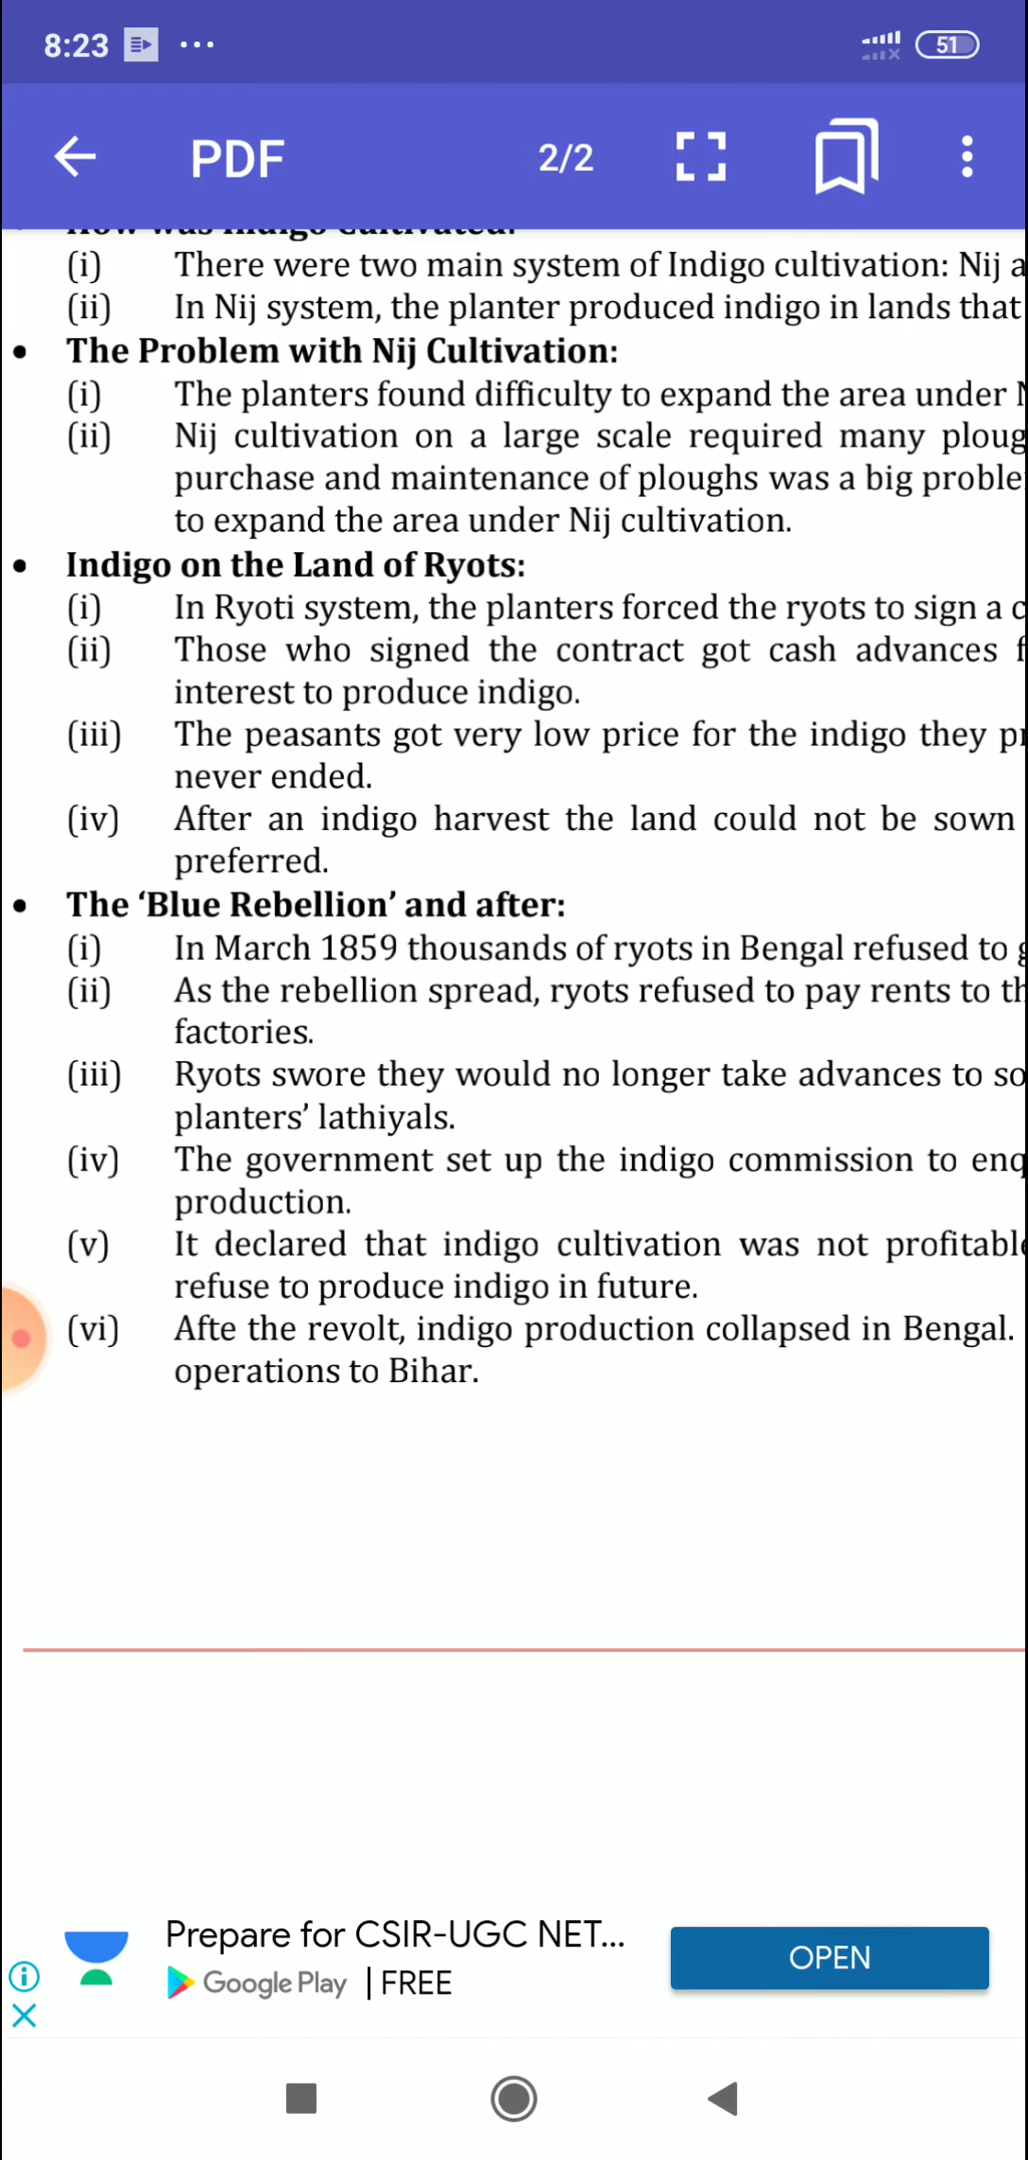 8:23
51
PDF
2/2
How was Indigo Cultivated:
(i) There were two main system of Indigo cultivation: Nij
(ii) In Nij system, the planter produced indigo in lands that
• The Problem with Nij Cultivation:
(i) The planters found difficulty to expand the area under
(ii) Nij cultivation on a large scale required many
purchase and maintenance of ploughs was a big
to expand the area under Nij cultivation.
• Indigo on the Land of Ryots:
(i) In Ryoti system, the planters forced the ryots to sign a
(ii) Those who signed the contract got cash advances
interest to produce indigo.
(iii) The peasants got very low price for the indigo they
never ended.
(iv) After an indigo harvest the land could not be sown
preferred.
• The ‘Blue Rebellion’ and after:
(i) In March 1859 thousands of ryots in Bengal refused to
(ii) As the rebellion spread, ryots refused to pay rents to
factories.
(iii) Ryots swore they would no longer take advances to
planters’ lathiyals.
(iv) The government set up the indigo commission to
production.
(v) It declared that indigo cultivation was not
refuse to produce indigo in future.
(vi) Afte the revolt, indigo production collapsed in Bengal.
operations to Bihar.
Prepare for CSIR-UGC NET...
Google Play | FREE
OPEN